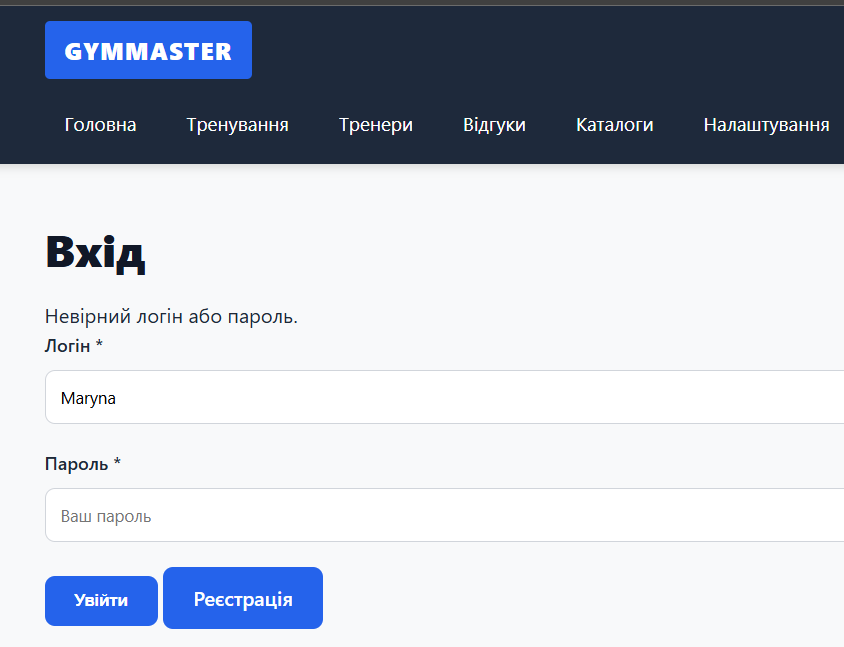 GYMMASTER
Головна Тренування Тренери Відгуки Каталоги Налаштування
Вхід
Невірний логін або пароль.
Логін *
Maryna
Пароль *
Ваш пароль
Увійти Реєстрація